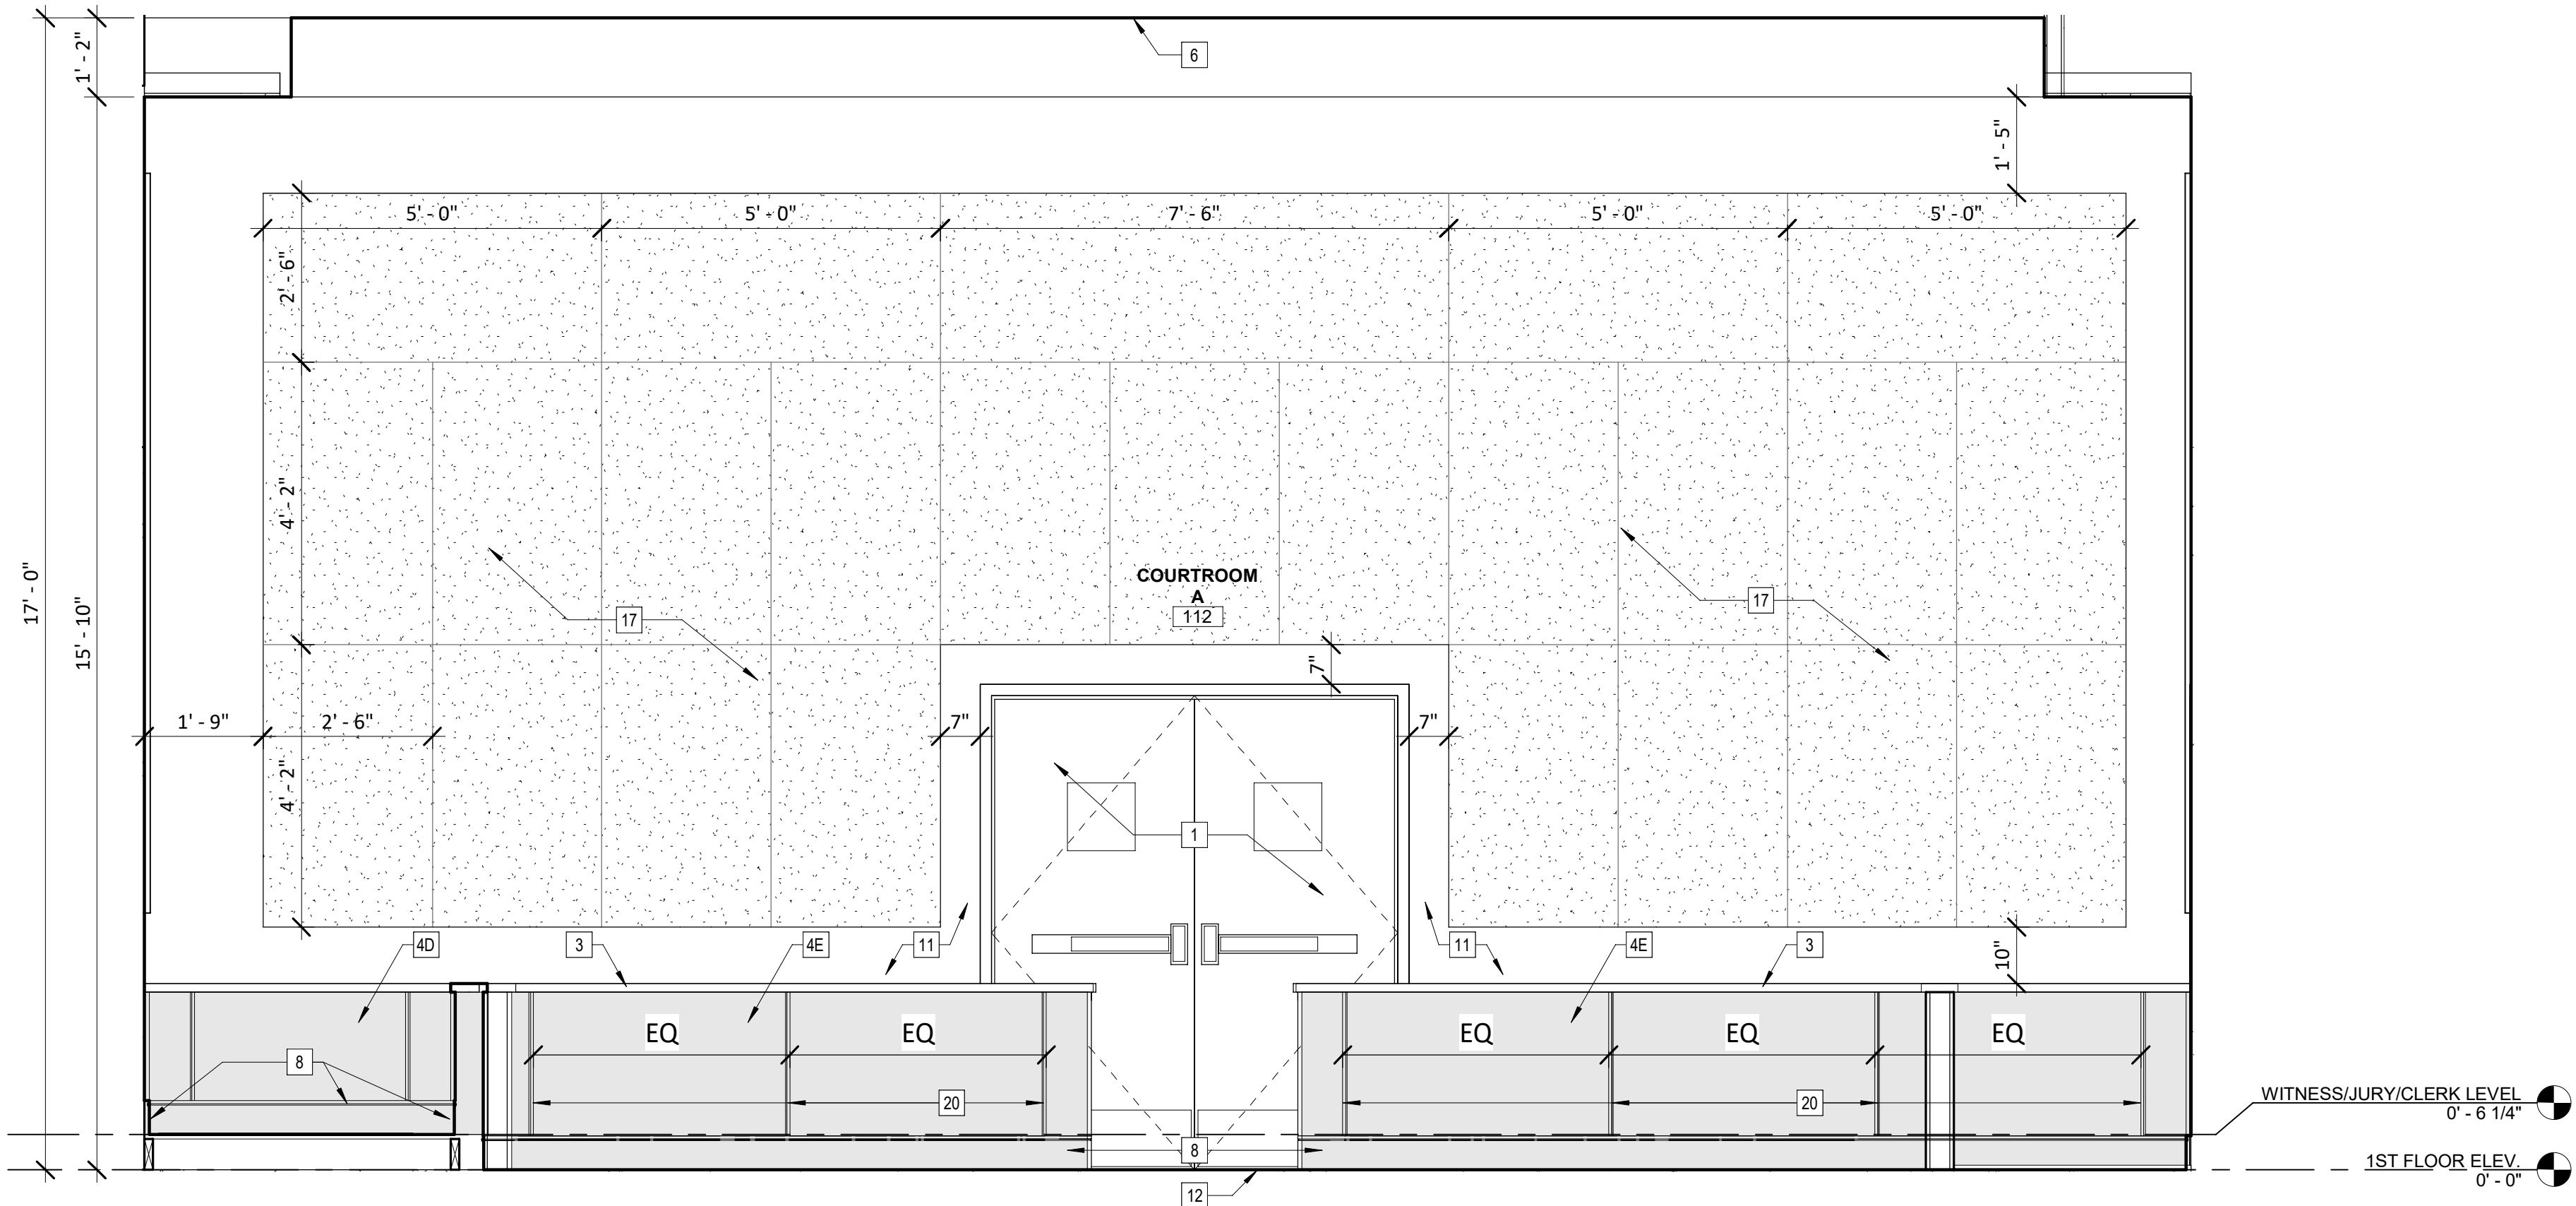 6
1' - 2"
1' - 5"
5' - 0"
5' - 0"
7' - 6"
5' - 0"
5' - 0"
2' - 6"
4' - 2"
17' - 0"
15' - 10"
COURTROOM
A
112
17
17
7"
1' - 9"
2' - 6"
7"
7"
4' - 2"
1
4D
3
4E
11
11
4E
3
10"
EQ
EQ
EQ
EQ
EQ
8
20
20
WITNESS/JURY/CLERK LEVEL
0' - 6 1/4"
8
1ST FLOOR ELEV.
0' - 0"
12